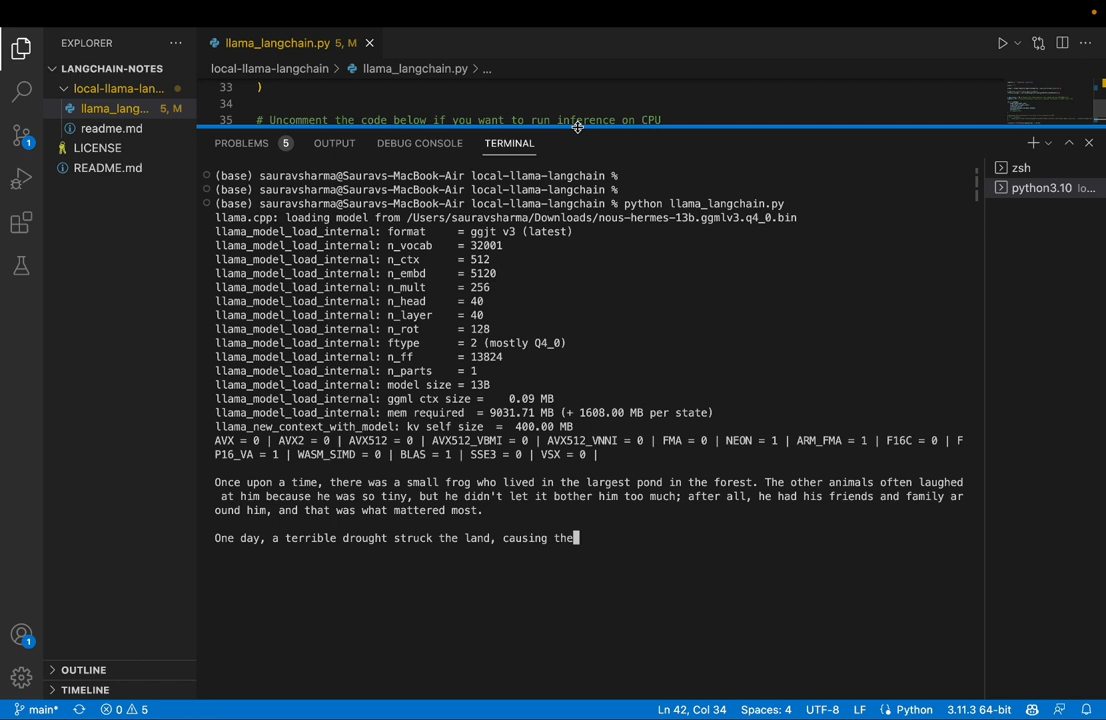 EXPLORER
LANGCHAIN-NOTES
local-llama-lan...
llama_lang... 5, M
readme.md
LICENSE
README.md
OUTLINE
TIMELINE
llama_langchain.py 5, M
local-llama-langchain > llama_langchain.py > ...
33 )
34
35 # Uncomment the code below if you want to run inference on CPU
PROBLEMS 5 OUTPUT DEBUG CONSOLE TERMINAL
(base) sauravsharma@Sauravs-MacBook-Air local-llama-langchain %
(base) sauravsharma@Sauravs-MacBook-Air local-llama-langchain %
(base) sauravsharma@Sauravs-MacBook-Air local-llama-langchain % python llama_langchain.py
llama.cpp: loading model from /Users/sauravsharma/Downloads/nous-hermes-13b.ggmlv3.q4_0.bin
llama_model_load_internal: format = ggjt v3 (latest)
llama_model_load_internal: n_vocab = 32001
llama_model_load_internal: n_ctx = 512
llama_model_load_internal: n_embd = 5120
llama_model_load_internal: n_mult = 256
llama_model_load_internal: n_head = 40
llama_model_load_internal: n_layer = 40
llama_model_load_internal: n_rot = 128
llama_model_load_internal: ftype = 2 (mostly Q4_0)
llama_model_load_internal: n_ff = 13824
llama_model_load_internal: n_parts = 1
llama_model_load_internal: model size = 13B
llama_model_load_internal: ggml ctx size = 0.09 MB
llama_model_load_internal: mem required = 9031.71 MB (+ 1608.00 MB per state)
llama_new_context_with_model: kv self size = 400.00 MB
AVX = 0 | AVX2 = 0 | AVX512 = 0 | AVX512_VBMI = 0 | AVX512_VNNI = 0 | FMA = 0 | NEON = 1 | ARM_FMA = 1 | F16C = 0 | F
P16_VA = 1 | WASM_SIMD = 0 | BLAS = 1 | SSE3 = 0 | VSX = 0 |
Once upon a time, there was a small frog who lived in the largest pond in the forest. The other animals often laughed
at him because he was so tiny, but he didn't let it bother him too much; after all, he had his friends and family ar
ound him, and that was what mattered most.
One day, a terrible drought struck the land, causing the
zsh
python3.10 lo...
1
1
main* 0 5 Ln 42, Col 34 Spaces: 4 UTF-8 LF Python 3.11.3 64-bit